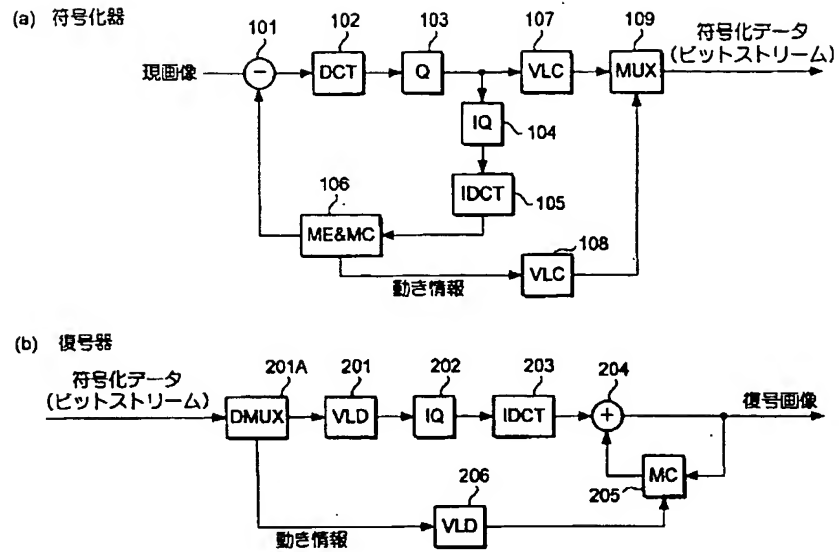 (a) 符号化器
101
102
103
107
109
符号化データ
(ビットストリーム)
現画像
−
DCT
Q
VLC
MUX
IQ
104
IDCT
105
106
ME&MC
108
VLC
動き情報
(b) 復号器
符号化データ
(ビットストリーム)
201A
201
202
203
204
復号画像
DMUX
VLD
IQ
IDCT
+
MC
205
206
VLD
動き情報